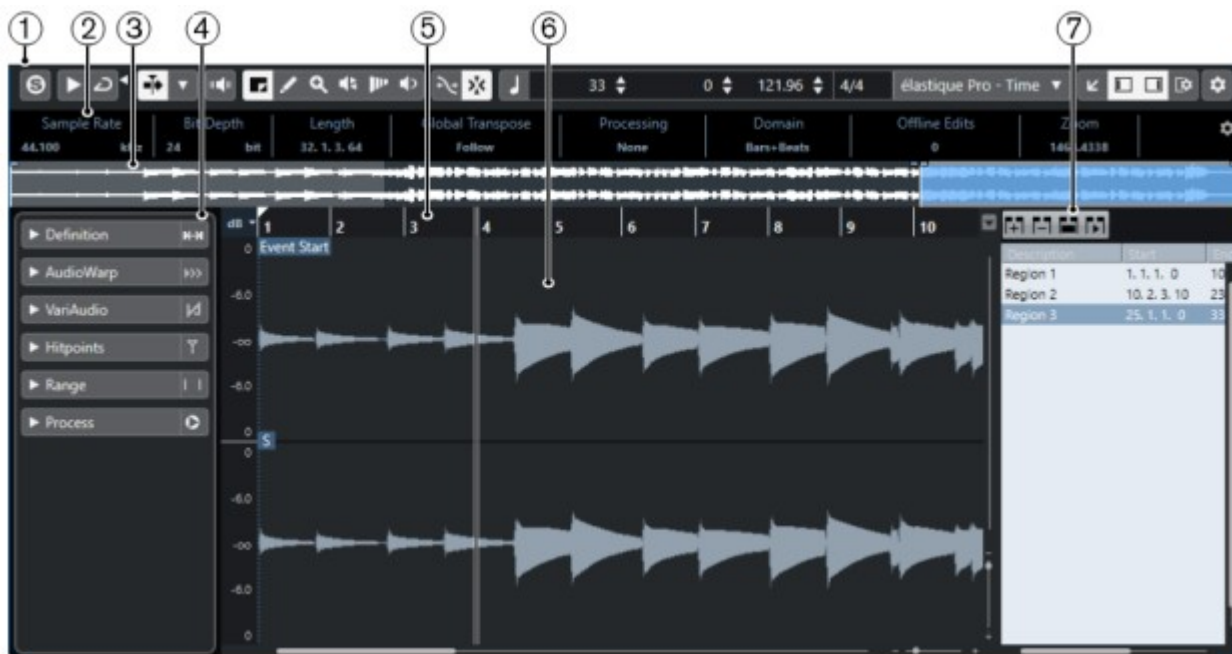 1 2 3 4 5 6 7
33 0 121.96 4/4 élastique Pro - Time
Sample Rate Bit Depth Length Global Transpose Processing Domain Offline Edits Zoom
44.100 kHz 24 bit 32. 1. 3. 64 Follow None Bars+Beats 0
Definition
AudioWarp
VariAudio
Hitpoints
Range
Process
dB 1 2 3 4 5 6 7 8 9 10
Event Start
0
-6.0
-∞
-6.0
0
S
0
-6.0
-∞
-6.0
0
Description Start
Region 1 1. 1. 1. 0 10
Region 2 10. 2. 3. 10 23
Region 3 25. 1. 1. 0 33